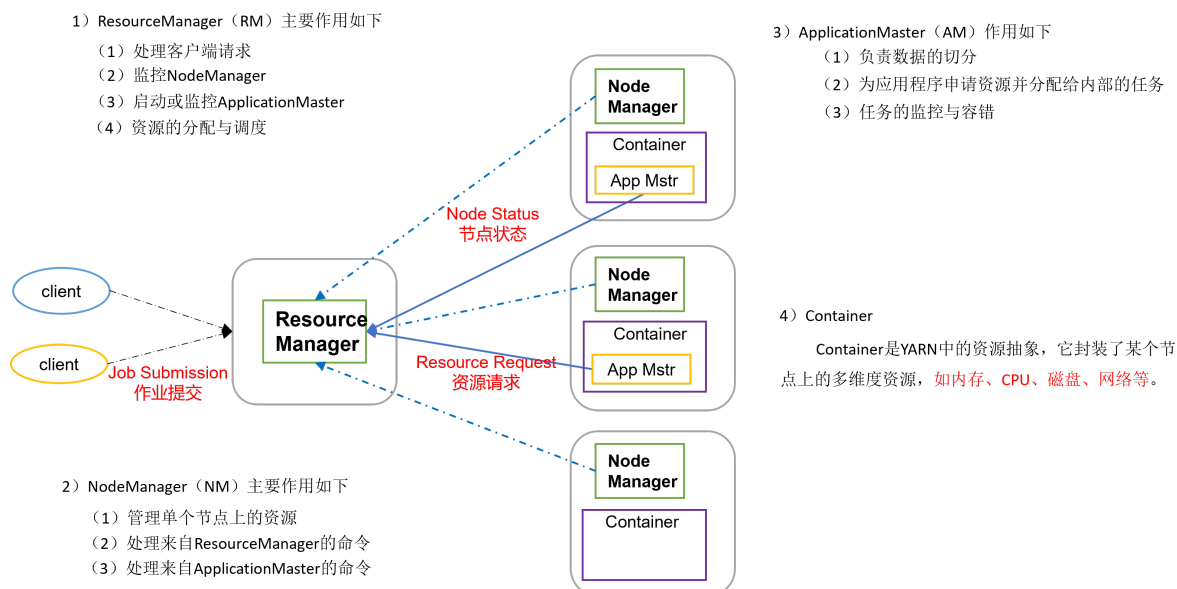 1）ResourceManager（RM）主要作用如下
（1）处理客户端请求
（2）监控NodeManager
（3）启动或监控ApplicationMaster
（4）资源的分配与调度
3）ApplicationMaster（AM）作用如下
（1）负责数据的切分
（2）为应用程序申请资源并分配给内部的任务
（3）任务的监控与容错
Node
Manager
Container
App Mstr
Node Status
节点状态
client
client
Job Submission
作业提交
Resource
Manager
Node
Manager
Container
App Mstr
Resource Request
资源请求
4）Container
Container是YARN中的资源抽象，它封装了某个节
点上的多维度资源，如内存、CPU、磁盘、网络等。
Node
Manager
Container
2）NodeManager（NM）主要作用如下
（1）管理单个节点上的资源
（2）处理来自ResourceManager的命令
（3）处理来自ApplicationMaster的命令